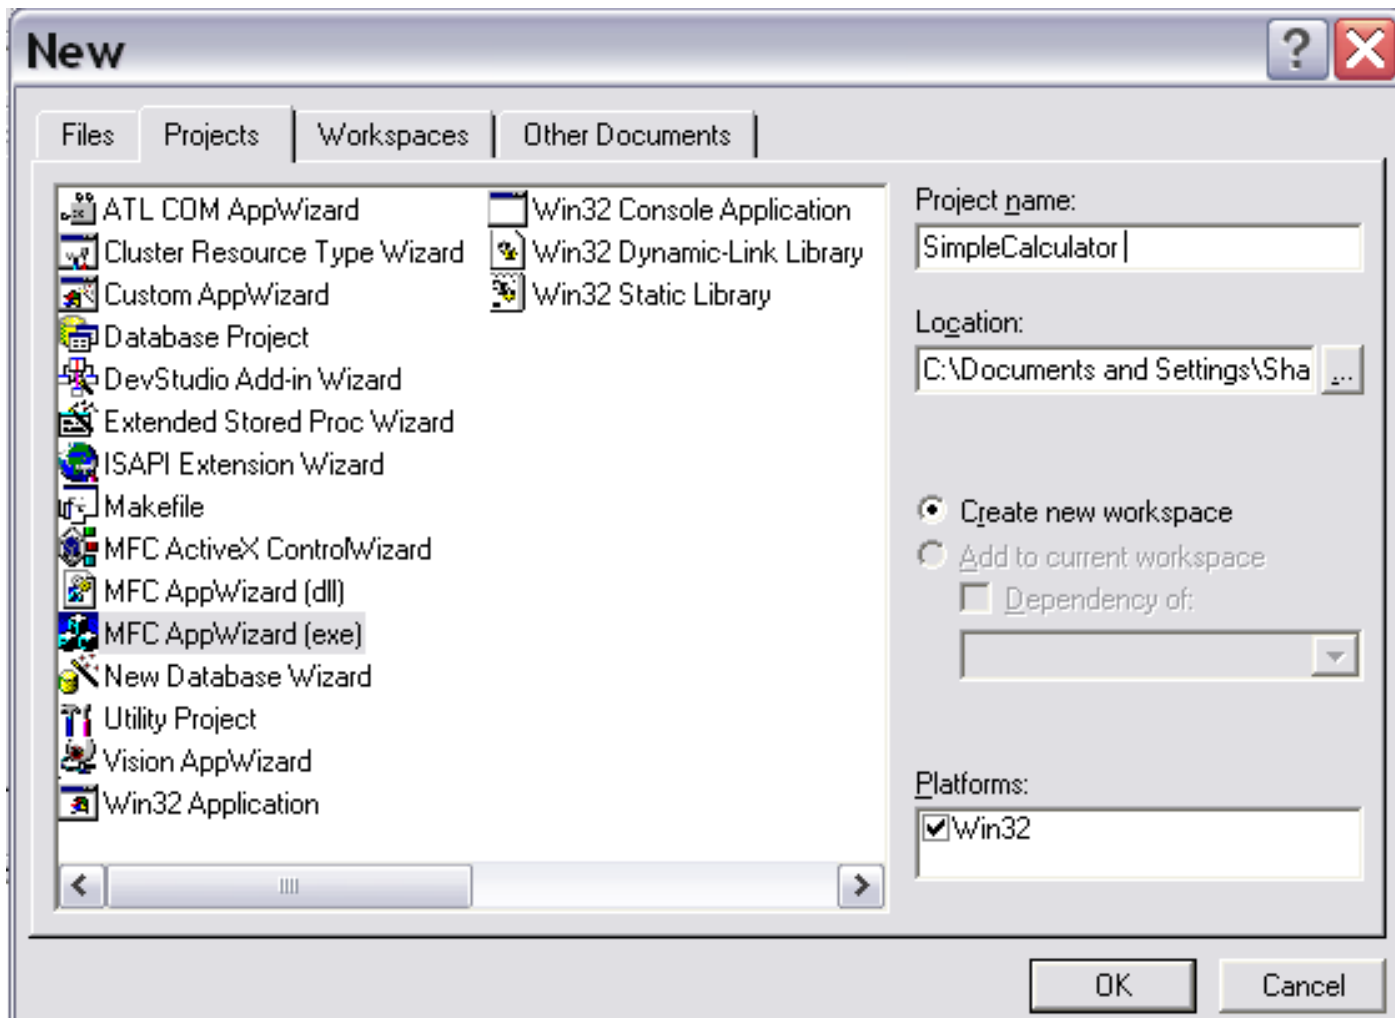 New
Files Projects Workspaces Other Documents
ATL COM AppWizard
Cluster Resource Type Wizard
Custom AppWizard
Database Project
DevStudio Add-in Wizard
Extended Stored Proc Wizard
ISAPI Extension Wizard
Makefile
MFC ActiveX ControlWizard
MFC AppWizard (dll)
MFC AppWizard (exe)
New Database Wizard
Utility Project
Vision AppWizard
Win32 Application
Win32 Console Application
Win32 Dynamic-Link Library
Win32 Static Library
Project name:
SimpleCalculator
Location:
C:\Documents and Settings\Sha
...
Create new workspace
Add to current workspace
Dependency of:
Platforms:
Win32
OK Cancel